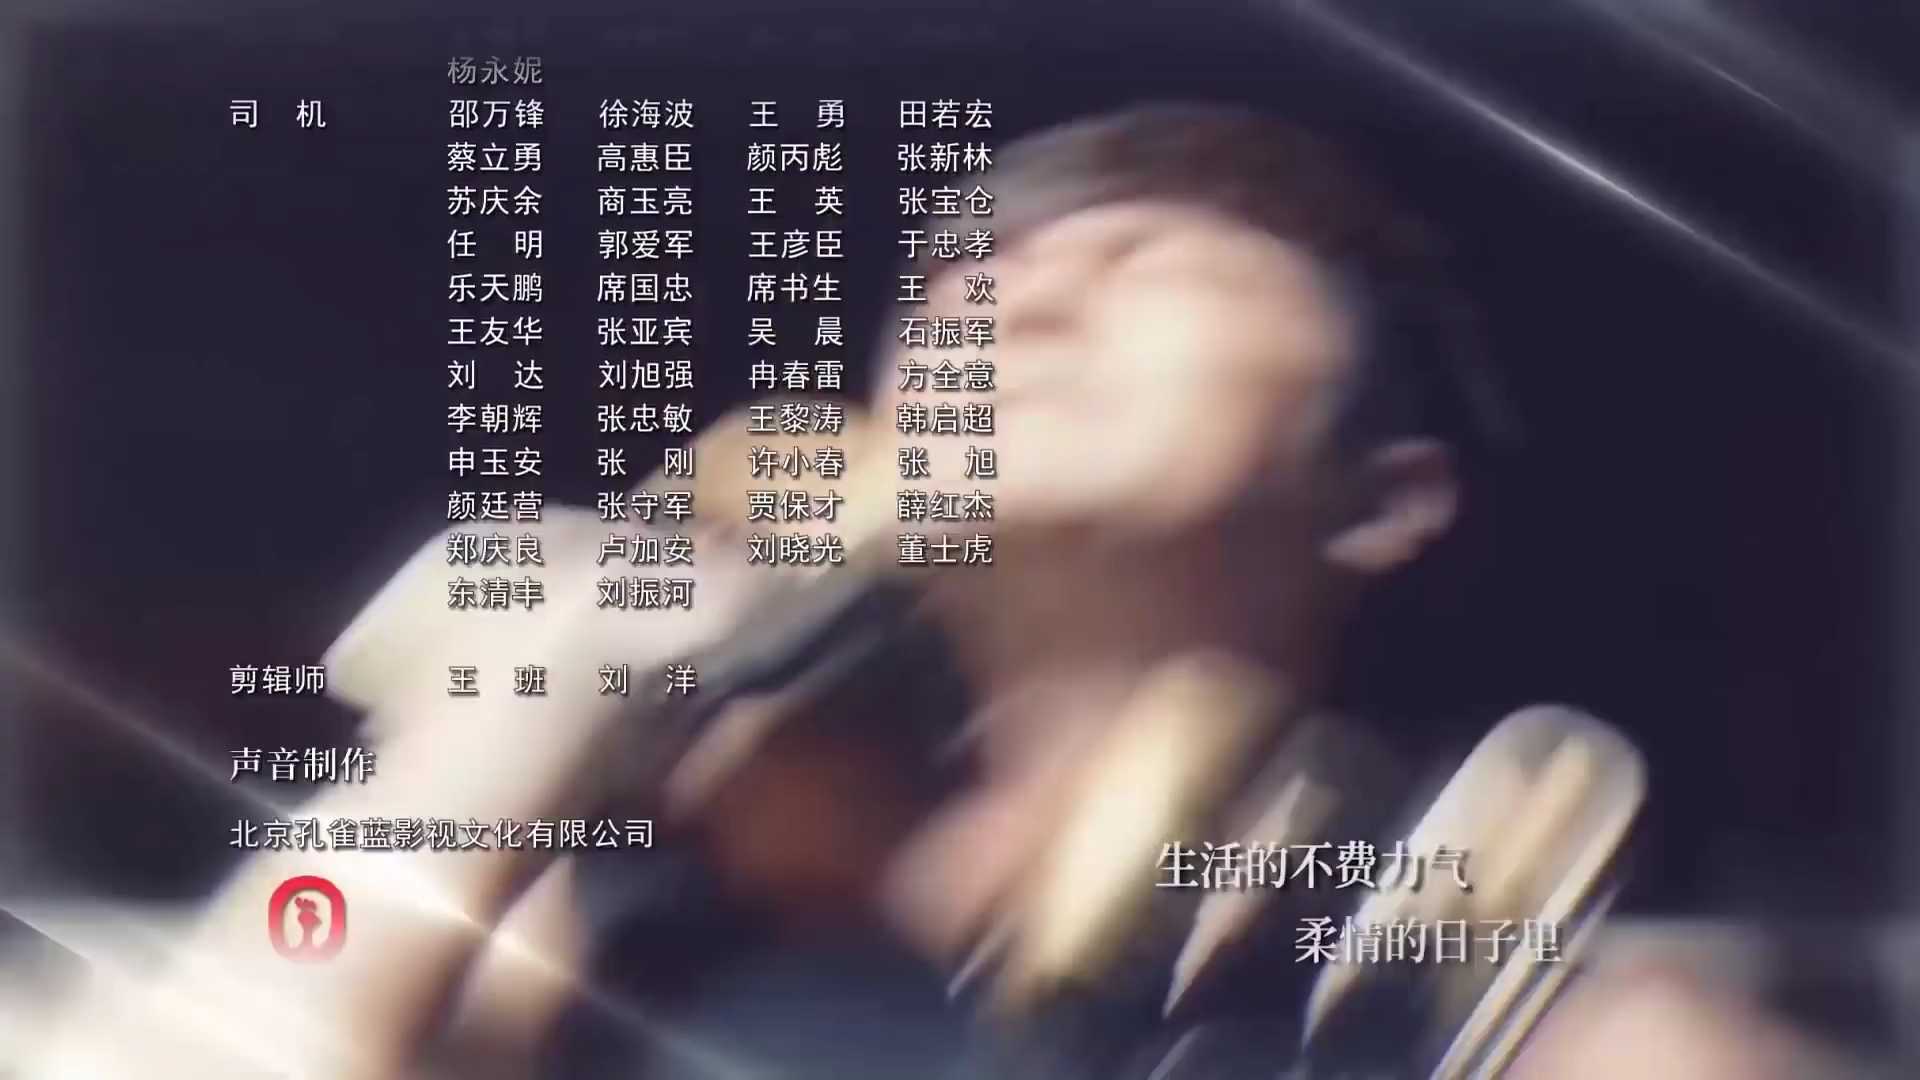 杨永妮
司 机 邵万锋 徐海波 王 勇 田若宏
蔡立勇 高惠臣 颜丙彪 张新林
苏庆余 商玉亮 王 英 张宝仓
任 明 郭爱军 王彦臣 于忠孝
乐天鹏 席国忠 席书生 王 欢
王友华 张亚宾 吴 晨 石振军
刘 达 刘旭强 冉春雷 方全意
李朝辉 张忠敏 王黎涛 韩启超
申玉安 张 刚 许小春 张 旭
颜廷营 张守军 贾保才 薛红杰
郑庆良 卢加安 刘晓光 董士虎
东清丰 刘振河
剪辑师 王 班 刘 洋
声音制作
北京孔雀蓝影视文化有限公司
生活的不费力气
柔情的日子里